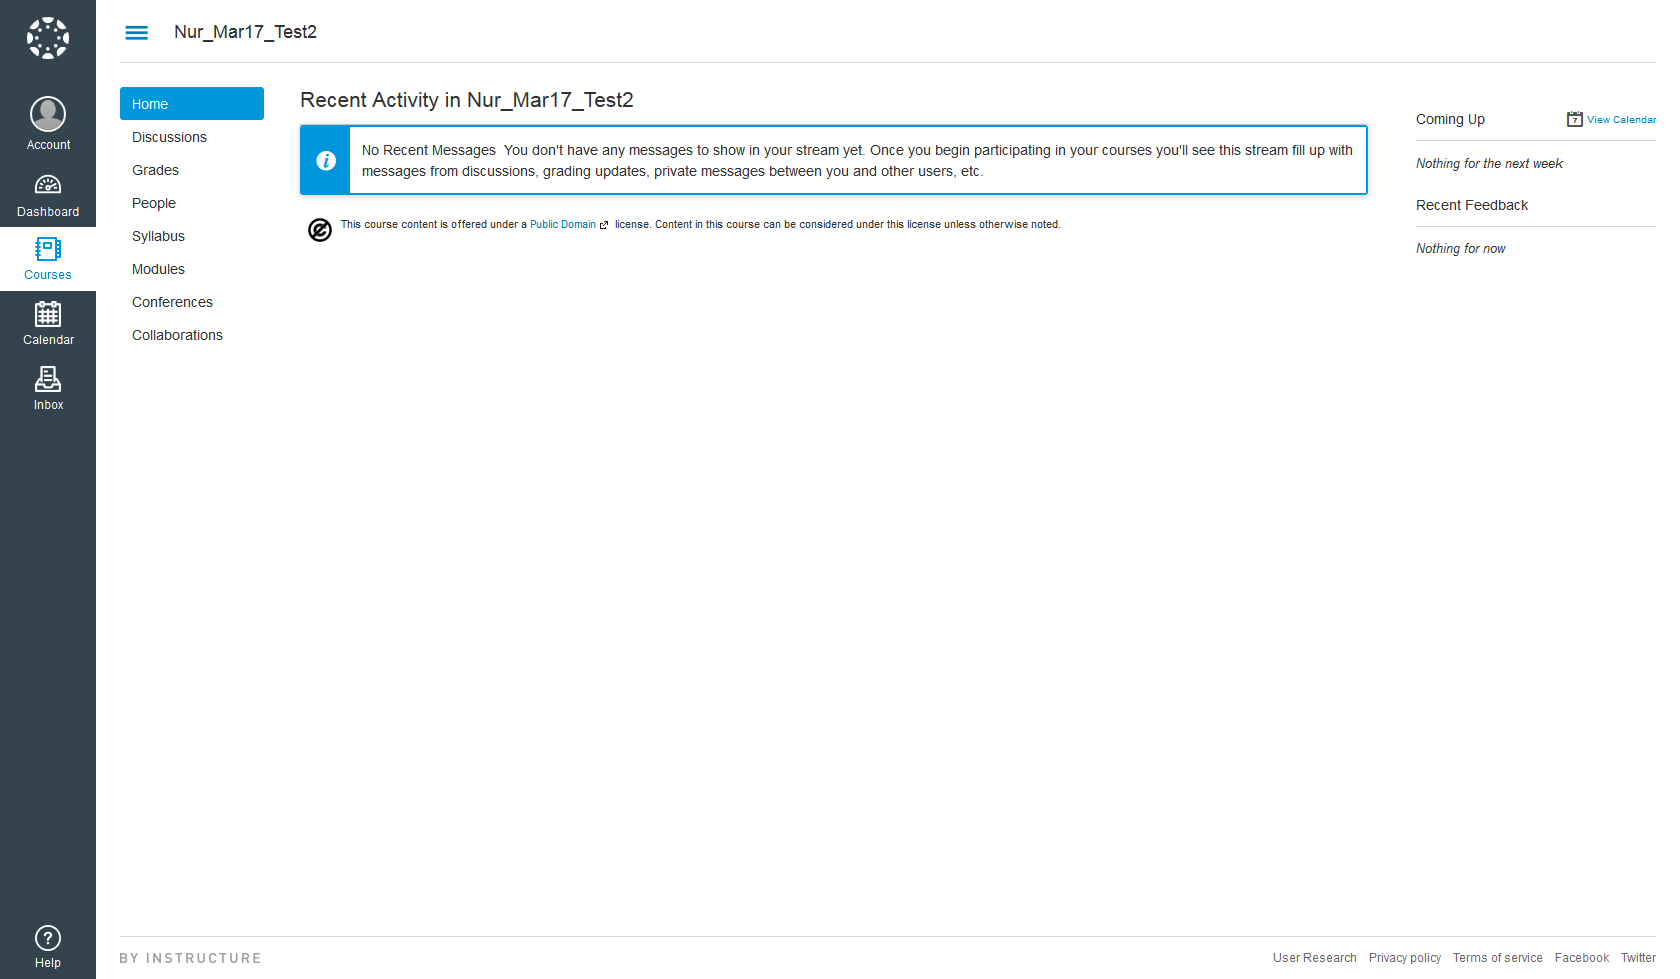 Nur_Mar17_Test2
Account
Dashboard
Courses
Calendar
Inbox
Help
Home
Discussions
Grades
People
Syllabus
Modules
Conferences
Collaborations
Recent Activity in Nur_Mar17_Test2
No Recent Messages  You don't have any messages to show in your stream yet. Once you begin participating in your courses you'll see this stream fill up with
messages from discussions, grading updates, private messages between you and other users, etc.
This course content is offered under a Public Domain license. Content in this course can be considered under this license unless otherwise noted.
Coming Up
7 View Calendar
Nothing for the next week
Recent Feedback
Nothing for now
BY INSTRUCTURE
User Research Privacy policy Terms of service Facebook Twitter